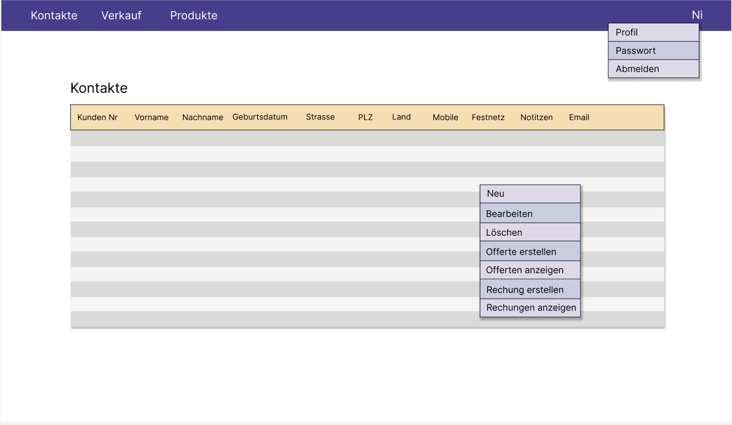 Kontakte Verkauf Produkte Ni
Profil
Passwort
Abmelden
Kontakte
Kunden Nr Vorname Nachname Geburtsdatum Strasse PLZ Land Mobile Festnetz Notitzen Email
Neu
Bearbeiten
Löschen
Offerte erstellen
Offerten anzeigen
Rechung erstellen
Rechungen anzeigen